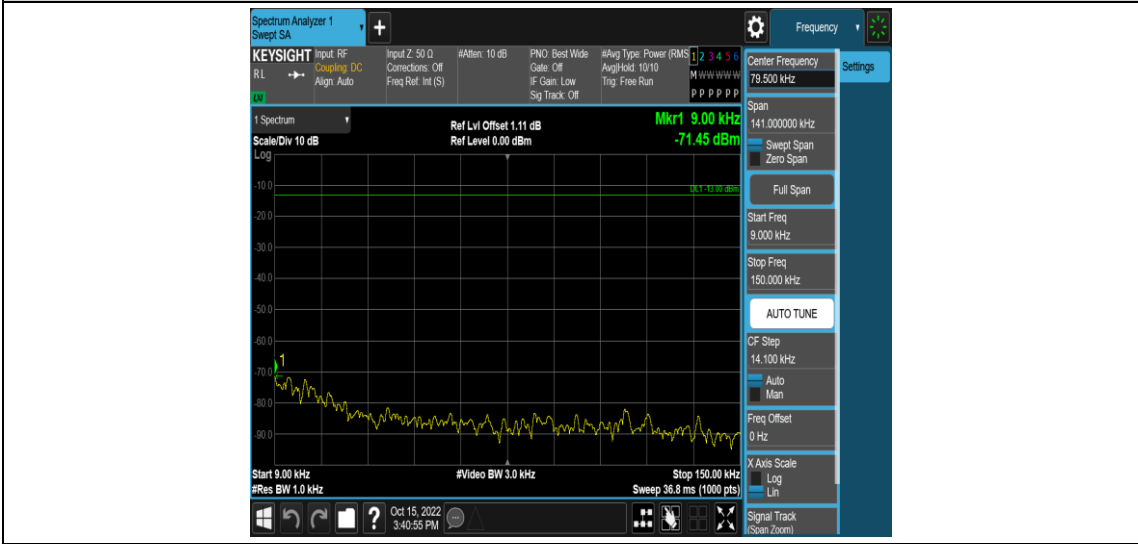 Spectrum Analyzer 1
Swept SA
+
Frequency
KEYSIGHT
RL
LNI
Input: RF
Coupling: DC
Align: Auto
Input Z: 50 Ω
Corrections: Off
Freq Ref: Int (S)
#Atten: 10 dB
PNO: Best Wide
Gate: Off
IF Gain: Low
Sig Track: Off
#Avg Type: Power (RMS
Avg|Hold: 10/10
Trig: Free Run
1 2 3 4 5 6
M W W W W W
P P P P P P
1 Spectrum
Scale/Div 10 dB
Log
Ref Lvl Offset 1.11 dB
Ref Level 0.00 dBm
Mkr1 9.00 kHz
-71.45 dBm
DL1 -13.00 dBm
-10.0
-20.0
-30.0
-40.0
-50.0
-60.0
-70.0
-80.0
-90.0
1
Start 9.00 kHz
#Res BW 1.0 kHz
#Video BW 3.0 kHz
Stop 150.00 kHz
Sweep 36.8 ms (1000 pts)
?
Oct 15, 2022
3:40:55 PM
Center Frequency
79.500 kHz
Span
141.000000 kHz
Swept Span
Zero Span
Full Span
Start Freq
9.000 kHz
Stop Freq
150.000 kHz
AUTO TUNE
CF Step
14.100 kHz
Auto
Man
Freq Offset
0 Hz
X Axis Scale
Log
Lin
Signal Track
(Span Zoom)
Settings